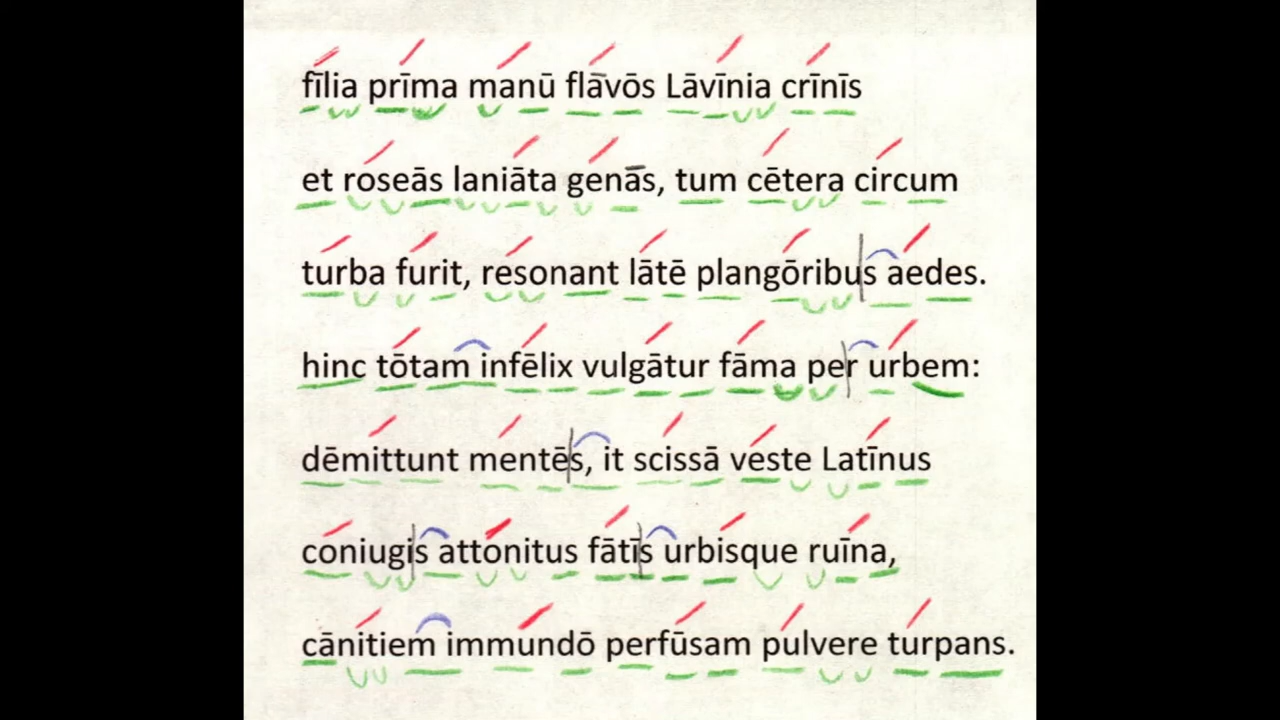 fīlia prīma manū flāvōs Lāvīnia crīnīs
et roseās laniāta genās, tum cētera circum
turba furit, resonant lātē plangōribus aedes.
hinc tōtam infēlix vulgātur fāma per urbem:
dēmittunt mentēs, it scissā veste Latīnus
coniugis attonitus fātīs urbisque ruīna,
cānitiem immundō perfūsam pulvere turpans.